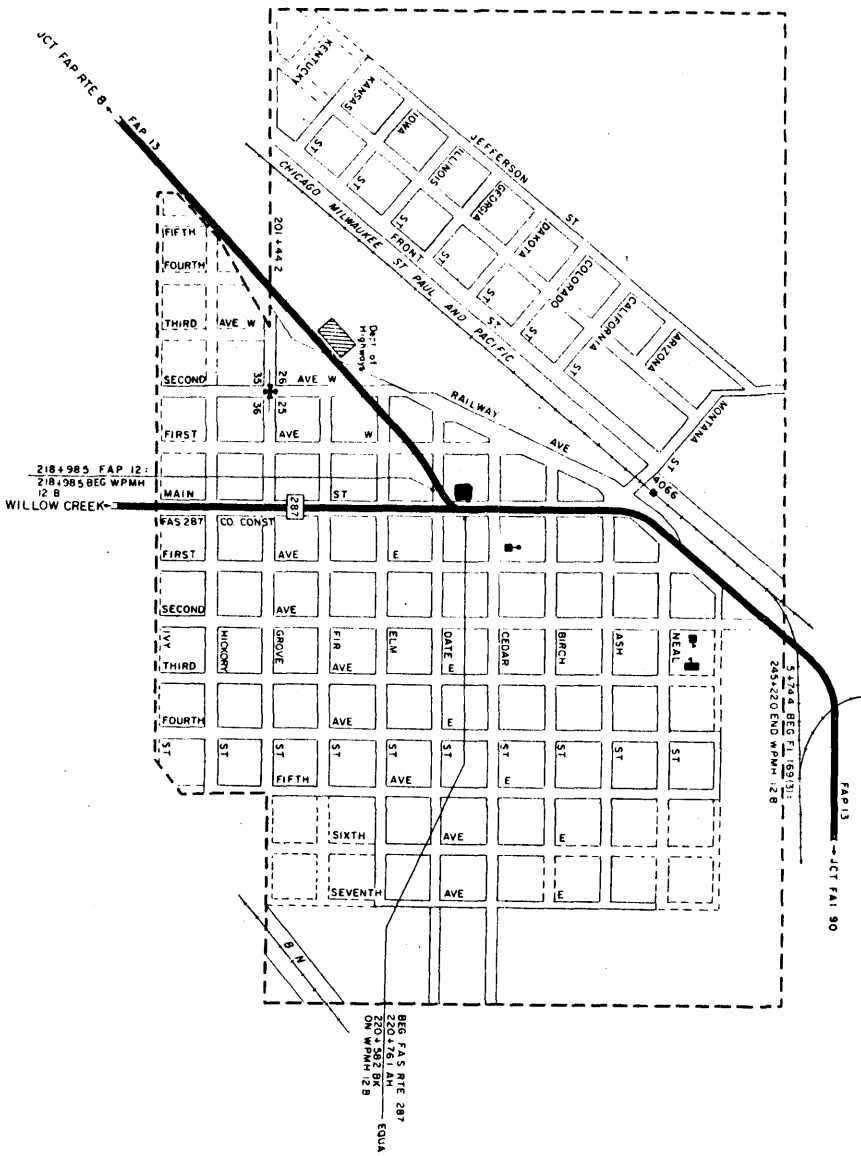 JCT FAP RTE 8
FAP 13
KENTUCKY
KANSAS
ST
IOWA
ST
ILLINOIS
ST
JEFFERSON ST
GEORGIA
ST
DAKOTA
ST
COLORADO
ST
CALIFORNIA
ARIZONA
MONTANA ST
FRONT ST
CHICAGO MILWAUKEE ST PAUL AND PACIFIC
4066
201+44.2
FIFTH
FOURTH
THIRD AVE W
SECOND AVE W
26 25
35 36
Dept of
Highways
RAILWAY AVE
FIRST AVE W
218+985 FAP 12:
218+985 BEG WPMH
12 B
MAIN ST
WILLOW CREEK
287
FAS 287 CO CONST
FIRST AVE E
SECOND AVE
IVY ST
HICKORY ST
GROVE ST
FIR ST
ELM ST
DATE ST
CEDAR ST
BIRCH ST
ASH ST
NEAL ST
THIRD AVE E
FOURTH AVE E
FIFTH AVE E
SIXTH AVE E
SEVENTH AVE E
5+744 BEG FI 169(3):
245+220 END WPMH 12 B
FAP 13
JCT FAI 90
B N
BEG FAS RTE 287
220+761 AH
220+582 BK
ON WPMH 12 B
EQUA